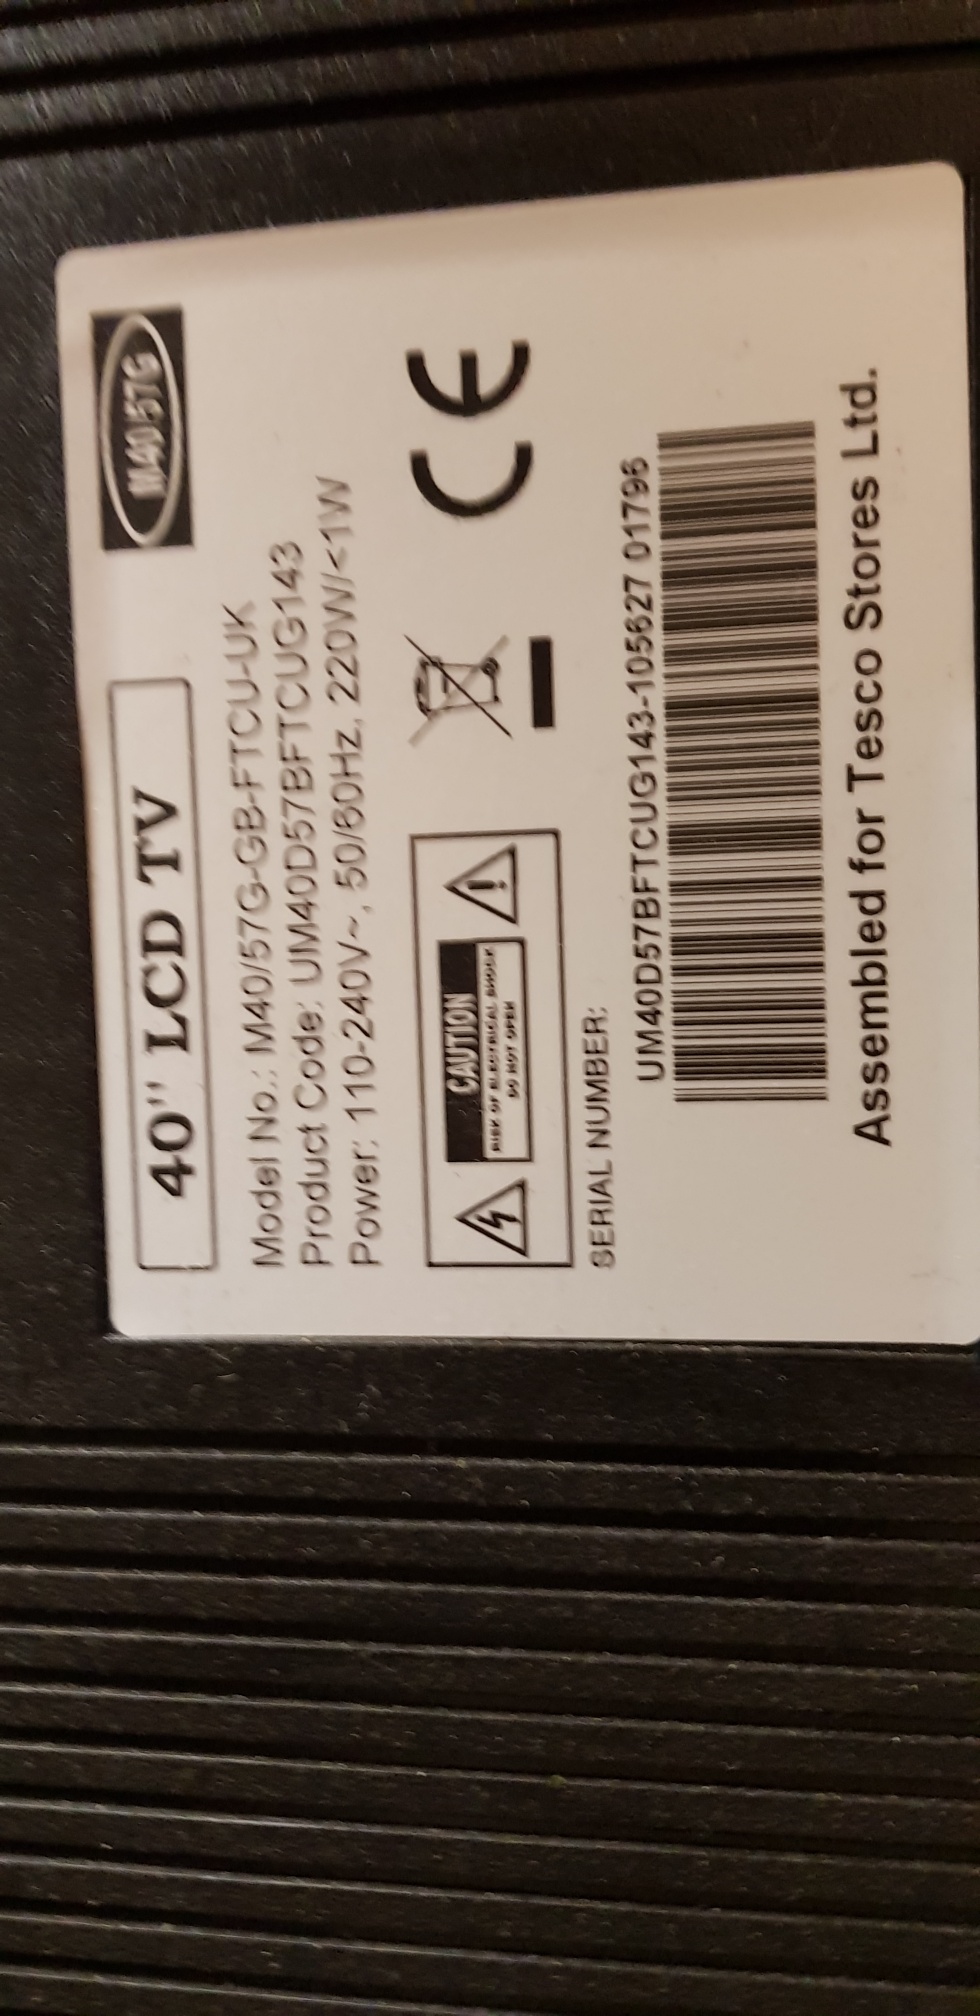 40" LCD TV
M40/57G
Model No.: M40/57G-GB-FTCU-UK
Product Code: UM40D57BFTCUG143
Power: 110-240V~, 50/60Hz, 220W/<1W
CAUTION
RISK OF ELECTRICAL SHOCK
DO NOT OPEN
CE
SERIAL NUMBER:
UM40D57BFTCUG143-105627 01796
Assembled for Tesco Stores Ltd.